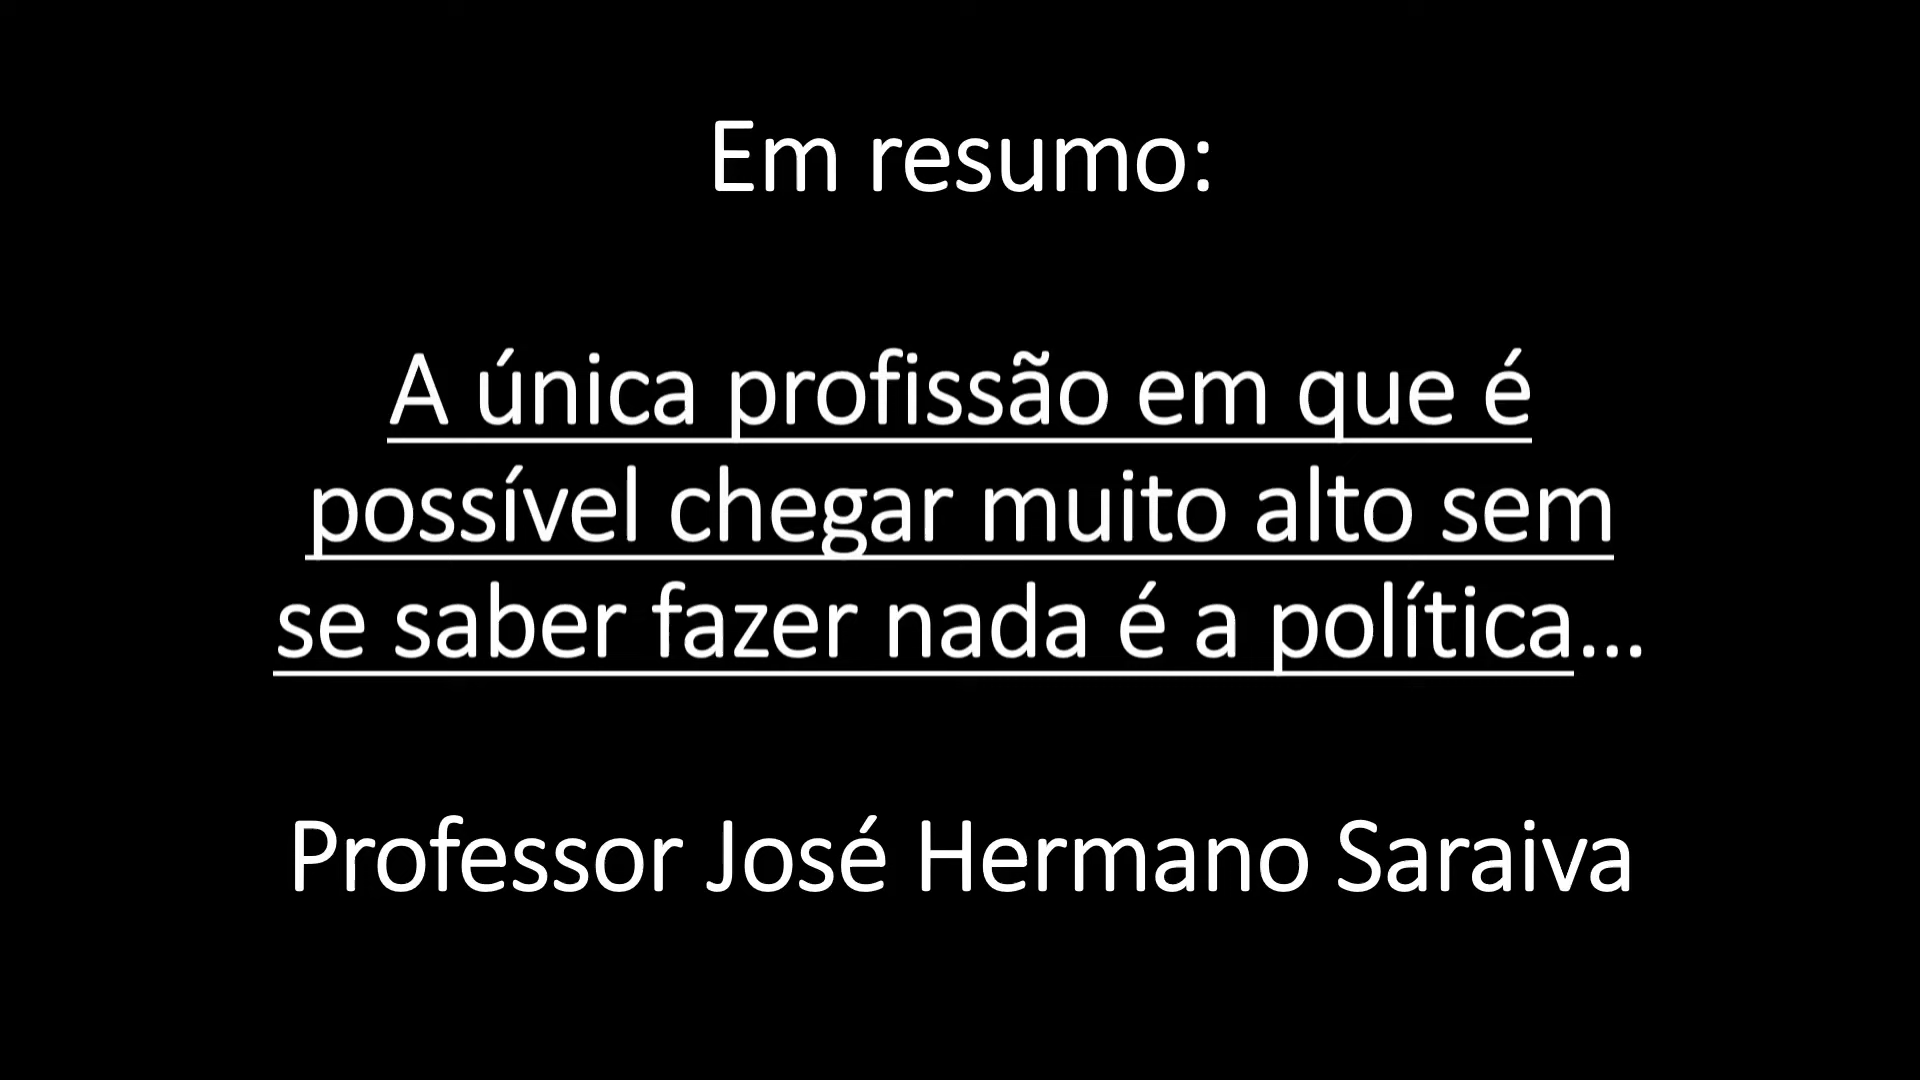 Em resumo:
A única profissão em que é
possível chegar muito alto sem
se saber fazer nada é a política...
Professor José Hermano Saraiva